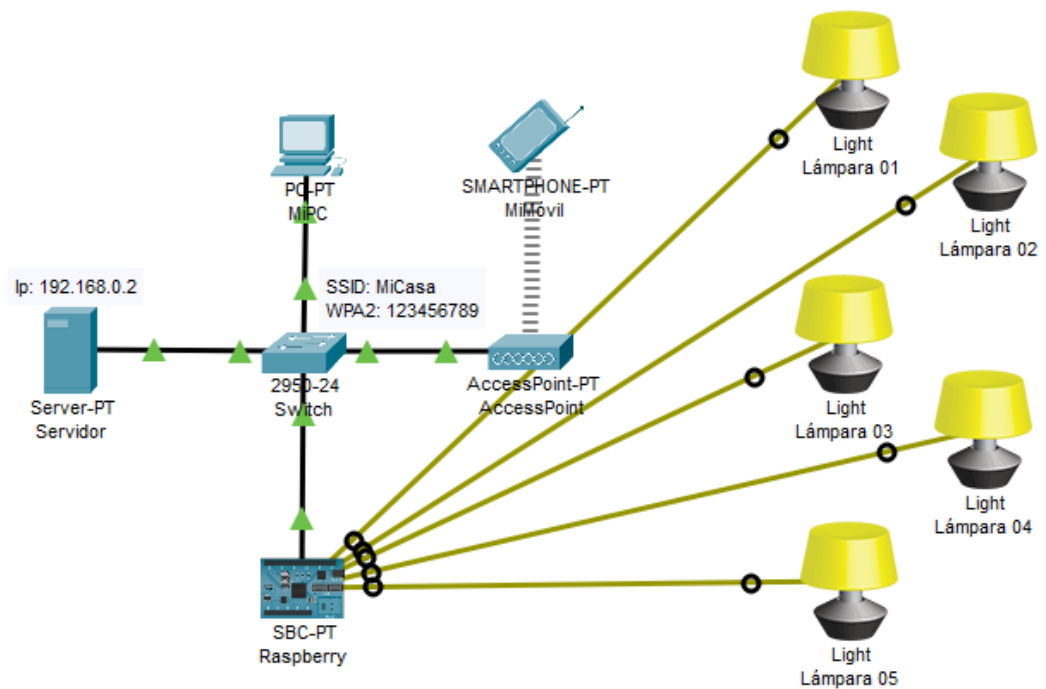 Light
Lámpara 01
Light
Lámpara 02
PC-PT
MiPC
SMARTPHONE-PT
MiMóvil
Ip: 192.168.0.2
SSID: MiCasa
WPA2: 123456789
Server-PT
Servidor
2950-24
Switch
AccessPoint-PT
AccessPoint
Light
Lámpara 03
Light
Lámpara 04
SBC-PT
Raspberry
Light
Lámpara 05